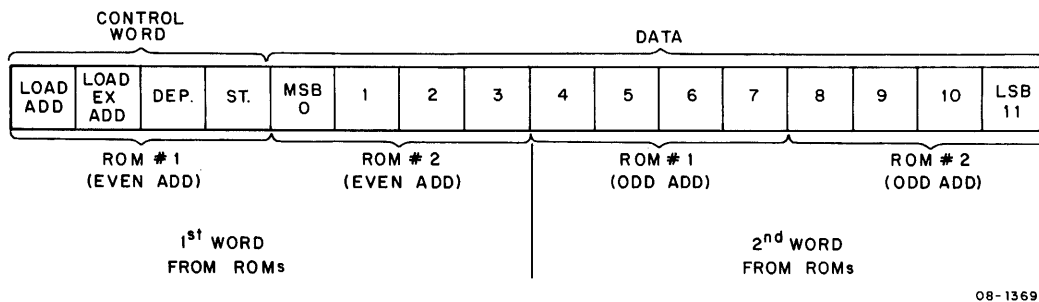 CONTROL
WORD
DATA
LOAD ADD
LOAD EX ADD
DEP.
ST.
MSB 0
1
2
3
4
5
6
7
8
9
10
LSB 11
ROM # 1
(EVEN ADD)
ROM # 2
(EVEN ADD)
ROM # 1
(ODD ADD)
ROM # 2
(ODD ADD)
1st WORD
FROM ROMs
2nd WORD
FROM ROMs
08-1369